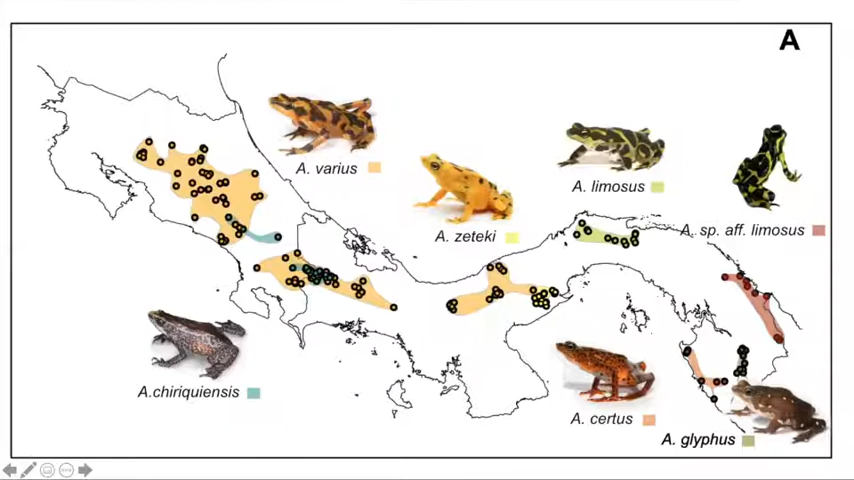 A
A. varius
A. zeteki
A. limosus
A. sp. aff. limosus
A.chiriquiensis
A. certus
A. glyphus